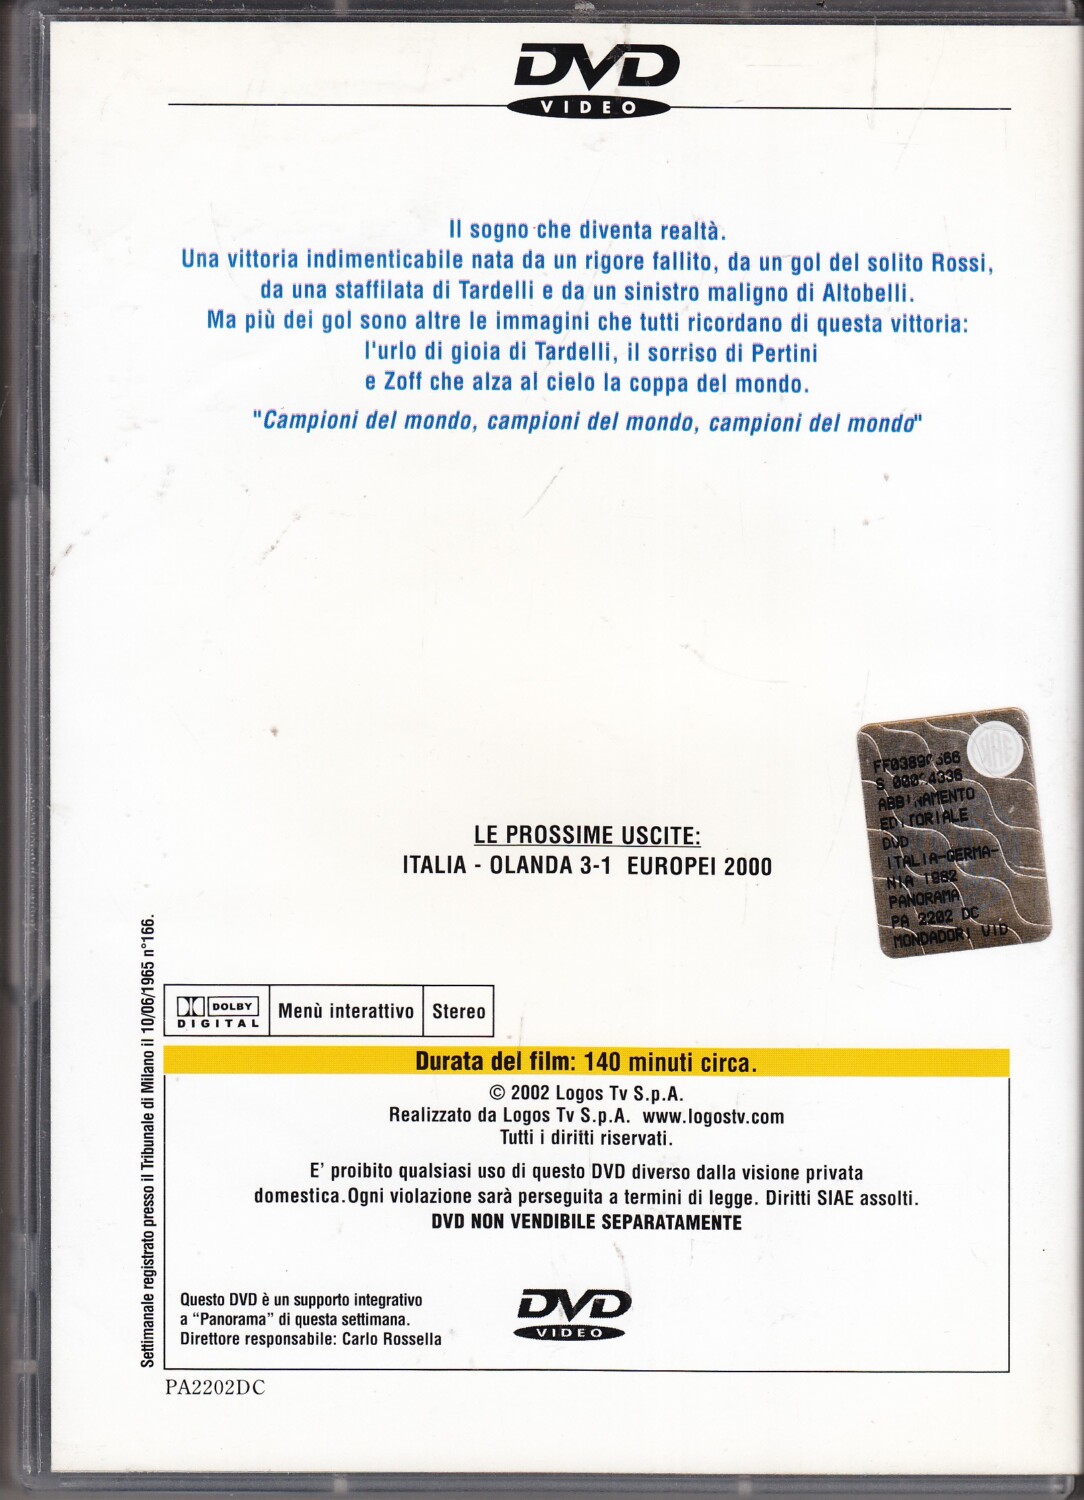 DVD
VIDEO
Il sogno che diventa realtà.
Una vittoria indimenticabile nata da un rigore fallito, da un gol del solito Rossi,
da una staffilata di Tardelli e da un sinistro maligno di Altobelli.
Ma più dei gol sono altre le immagini che tutti ricordano di questa vittoria:
l'urlo di gioia di Tardelli, il sorriso di Pertini
e Zoff che alza al cielo la coppa del mondo.
"Campioni del mondo, campioni del mondo, campioni del mondo"
SIAE
ABBINAMENTO
EDITORIALE
DVD
ITALIA-GERMA-
NIA 1982
PANORAMA
PA 2202 DC
MONDADORI VID
LE PROSSIME USCITE:
ITALIA - OLANDA 3-1 EUROPEI 2000
Settimanale registrato presso il Tribunale di Milano il 10/06/1965 n°166.
DOLBY
DIGITAL
Menù interattivo
Stereo
Durata del film: 140 minuti circa.
© 2002 Logos Tv S.p.A.
Realizzato da Logos Tv S.p.A. www.logostv.com
Tutti i diritti riservati.
E' proibito qualsiasi uso di questo DVD diverso dalla visione privata
domestica.Ogni violazione sarà perseguita a termini di legge. Diritti SIAE assolti.
DVD NON VENDIBILE SEPARATAMENTE
Questo DVD è un supporto integrativo
a “Panorama” di questa settimana.
Direttore responsabile: Carlo Rossella
DVD
VIDEO
PA2202DC